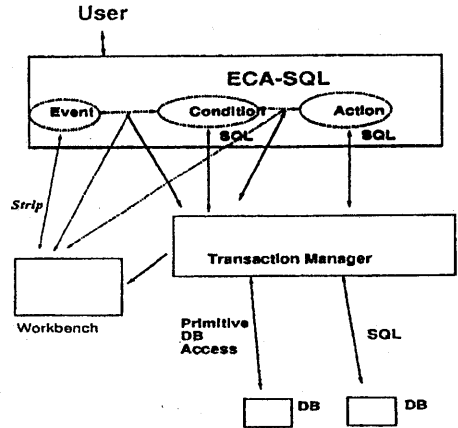 User
ECA-SQL
Event
Condition
Action
SQL
SQL
Strip
Transaction Manager
Workbench
Primitive
DB
Access
SQL
DB
DB